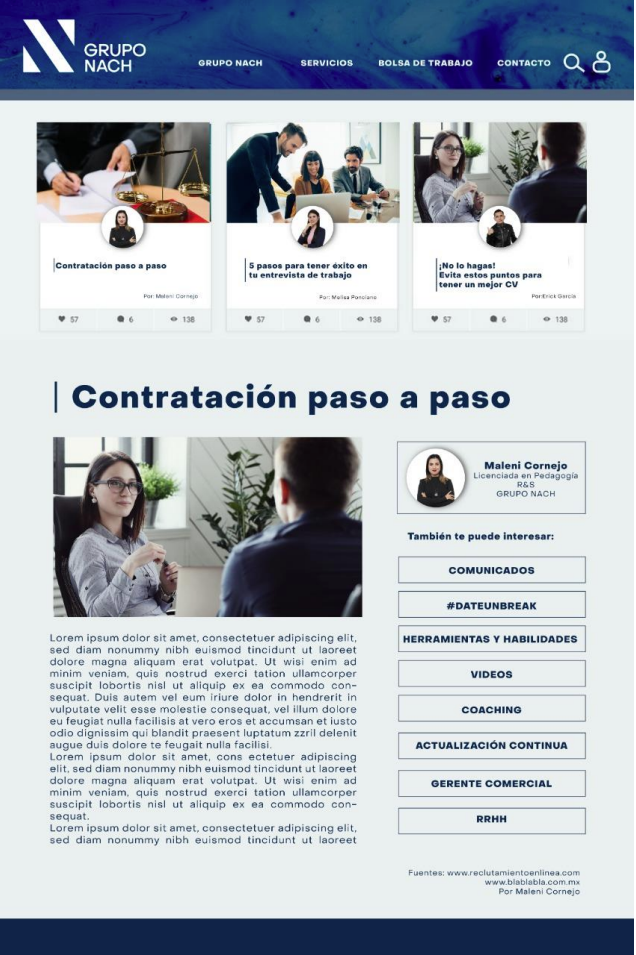 GRUPO
NACH
GRUPO NACH
SERVICIOS
BOLSA DE TRABAJO
CONTACTO
Contratación paso a paso
Por: Maleni Cornejo
57
6
138
5 pasos para tener éxito en
tu entrevista de trabajo
Por: Malisa Ponciano
57
6
138
¡No lo hagas!
Evita estos puntos para
tener un mejor CV
Por:Erick García
57
6
138
Contratación paso a paso
Maleni Cornejo
Licenciada en Pedagogía
R&S
GRUPO NACH
También te puede interesar:
COMUNICADOS
#DATEUNBREAK
HERRAMIENTAS Y HABILIDADES
VIDEOS
COACHING
ACTUALIZACIÓN CONTINUA
GERENTE COMERCIAL
RRHH
Lorem ipsum dolor sit amet, consectetuer adipiscing elit,
sed diam nonummy nibh euismod tincidunt ut laoreet
dolore magna aliquam erat volutpat. Ut wisi enim ad
minim veniam, quis nostrud exerci tation ullamcorper
suscipit lobortis nisl ut aliquip ex ea commodo con-
sequat. Duis autem vel eum iriure dolor in hendrerit in
vulputate velit esse molestie consequat, vel illum dolore
eu feugiat nulla facilisis at vero eros et accumsan et iusto
odio dignissim qui blandit praesent luptatum zzril delenit
augue duis dolore te feugait nulla facilisi.
Lorem ipsum dolor sit amet, cons ectetuer adipiscing
elit, sed diam nonummy nibh euismod tincidunt ut laoreet
dolore magna aliquam erat volutpat. Ut wisi enim ad
minim veniam, quis nostrud exerci tation ullamcorper
suscipit lobortis nisl ut aliquip ex ea commodo con-
sequat.
Lorem ipsum dolor sit amet, consectetuer adipiscing elit,
sed diam nonummy nibh euismod tincidunt ut laoreet
Fuentes: www.reclutamientoenlinea.com
www.blablabla.com.mx
Por Maleni Cornejo